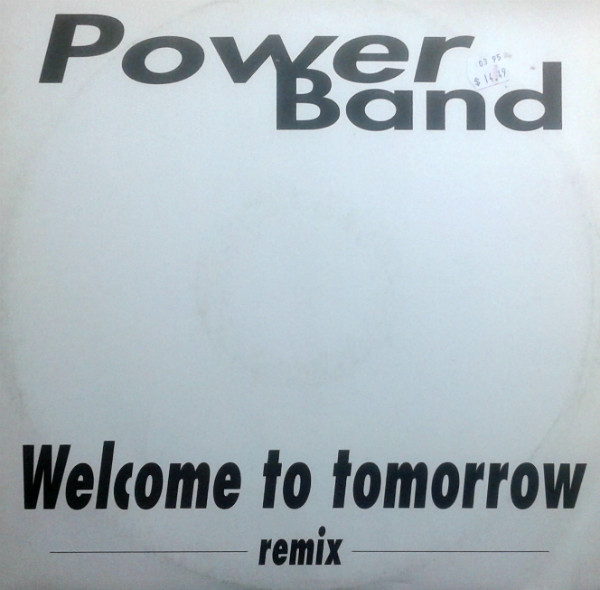 Power
Band
Welcome to tomorrow
remix